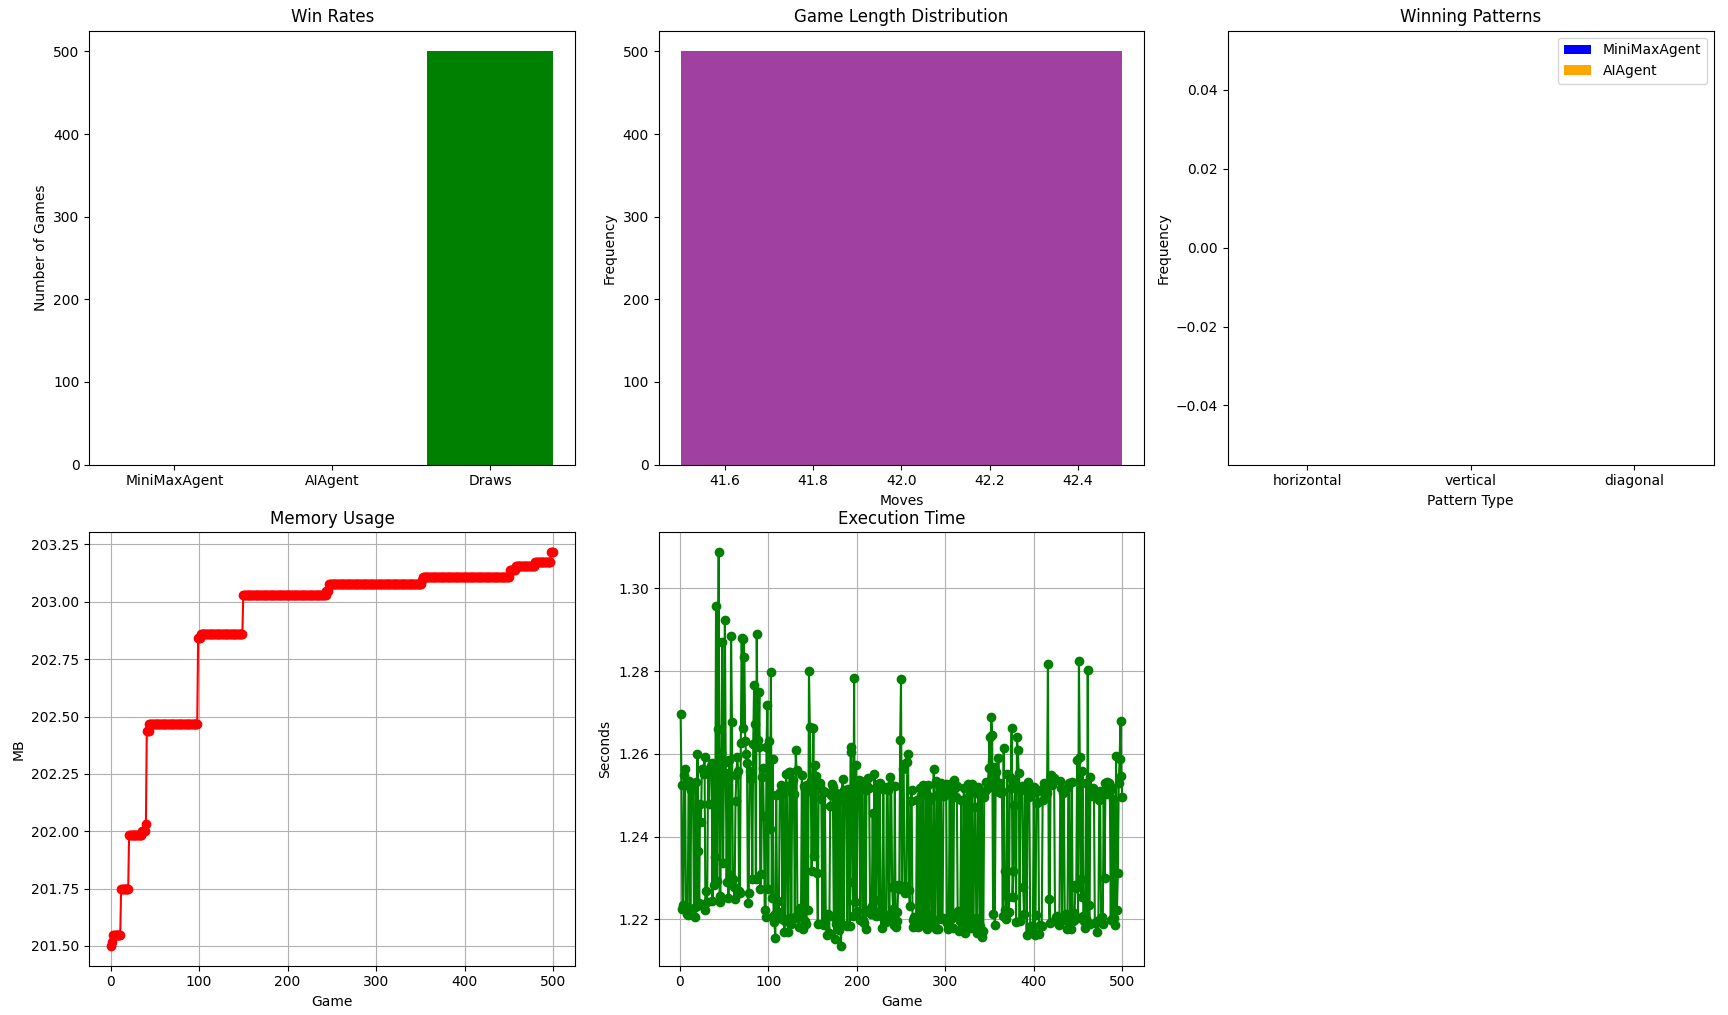 Win Rates
Number of Games
500
400
300
200
100
0
MiniMaxAgent AIAgent Draws
Game Length Distribution
Frequency
500
400
300
200
100
0
41.6 41.8 42.0 42.2 42.4
Moves
Winning Patterns
MiniMaxAgent
AIAgent
Frequency
0.04
0.02
0.00
−0.02
−0.04
horizontal vertical diagonal
Pattern Type
Memory Usage
MB
203.25
203.00
202.75
202.50
202.25
202.00
201.75
201.50
0 100 200 300 400 500
Game
Execution Time
Seconds
1.30
1.28
1.26
1.24
1.22
0 100 200 300 400 500
Game